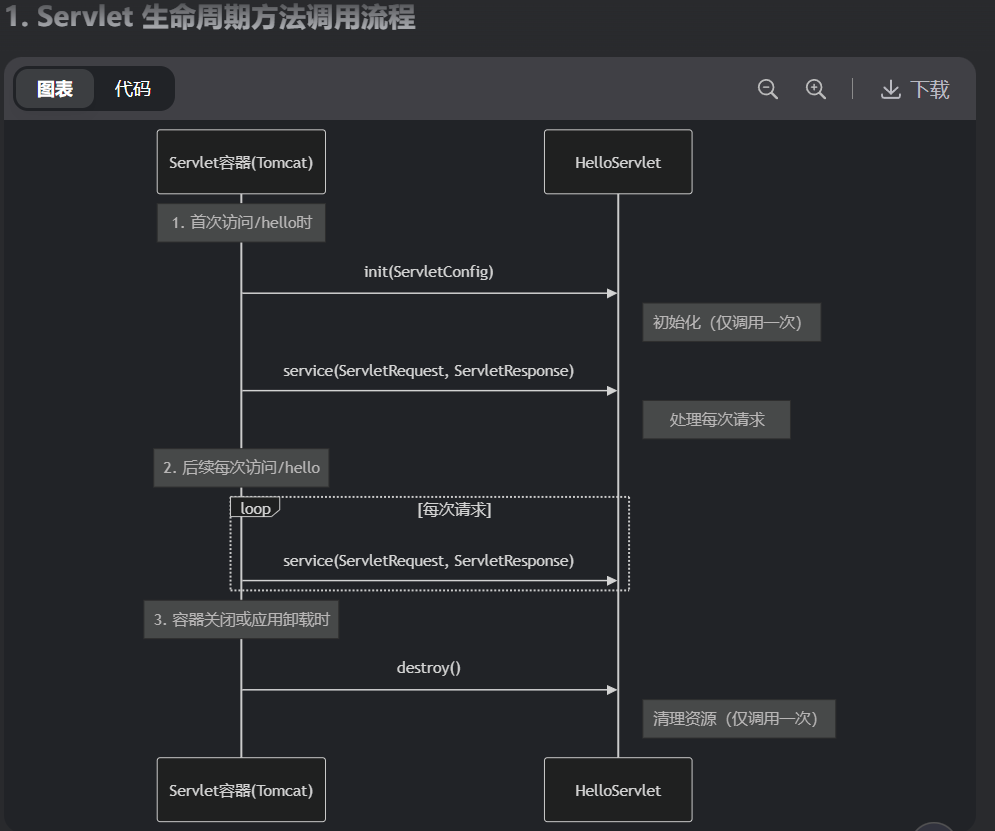 1. Servlet 生命周期方法调用流程
图表 代码 下载
Servlet容器(Tomcat) HelloServlet
1. 首次访问/hello时
init(ServletConfig)
初始化（仅调用一次）
service(ServletRequest, ServletResponse)
处理每次请求
2. 后续每次访问/hello
loop [每次请求]
service(ServletRequest, ServletResponse)
3. 容器关闭或应用卸载时
destroy()
清理资源（仅调用一次）
Servlet容器(Tomcat) HelloServlet